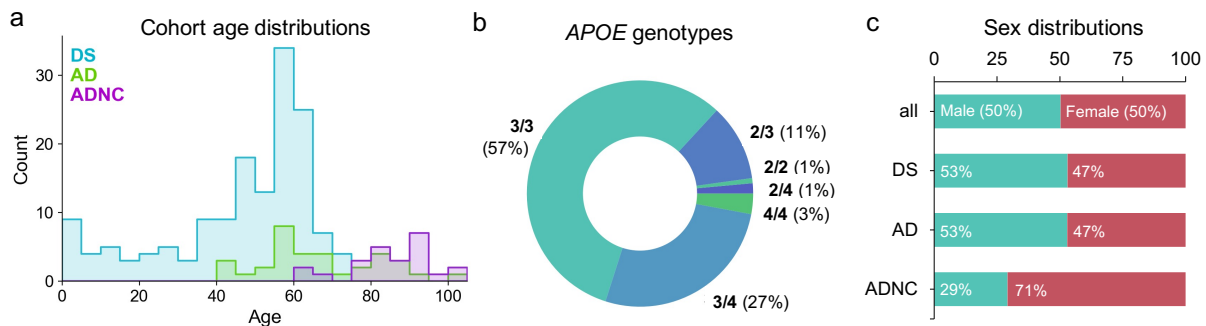 a
Cohort age distributions
DS
AD
ADNC
Count
30
20
10
0
0 20 40 60 80 100
Age
b
APOE genotypes
3/3
(57%)
2/3 (11%)
2/2 (1%)
2/4 (1%)
4/4 (3%)
3/4 (27%)
c
Sex distributions
0 25 50 75 100
all Male (50%) Female (50%)
DS 53% 47%
AD 53% 47%
ADNC 29% 71%